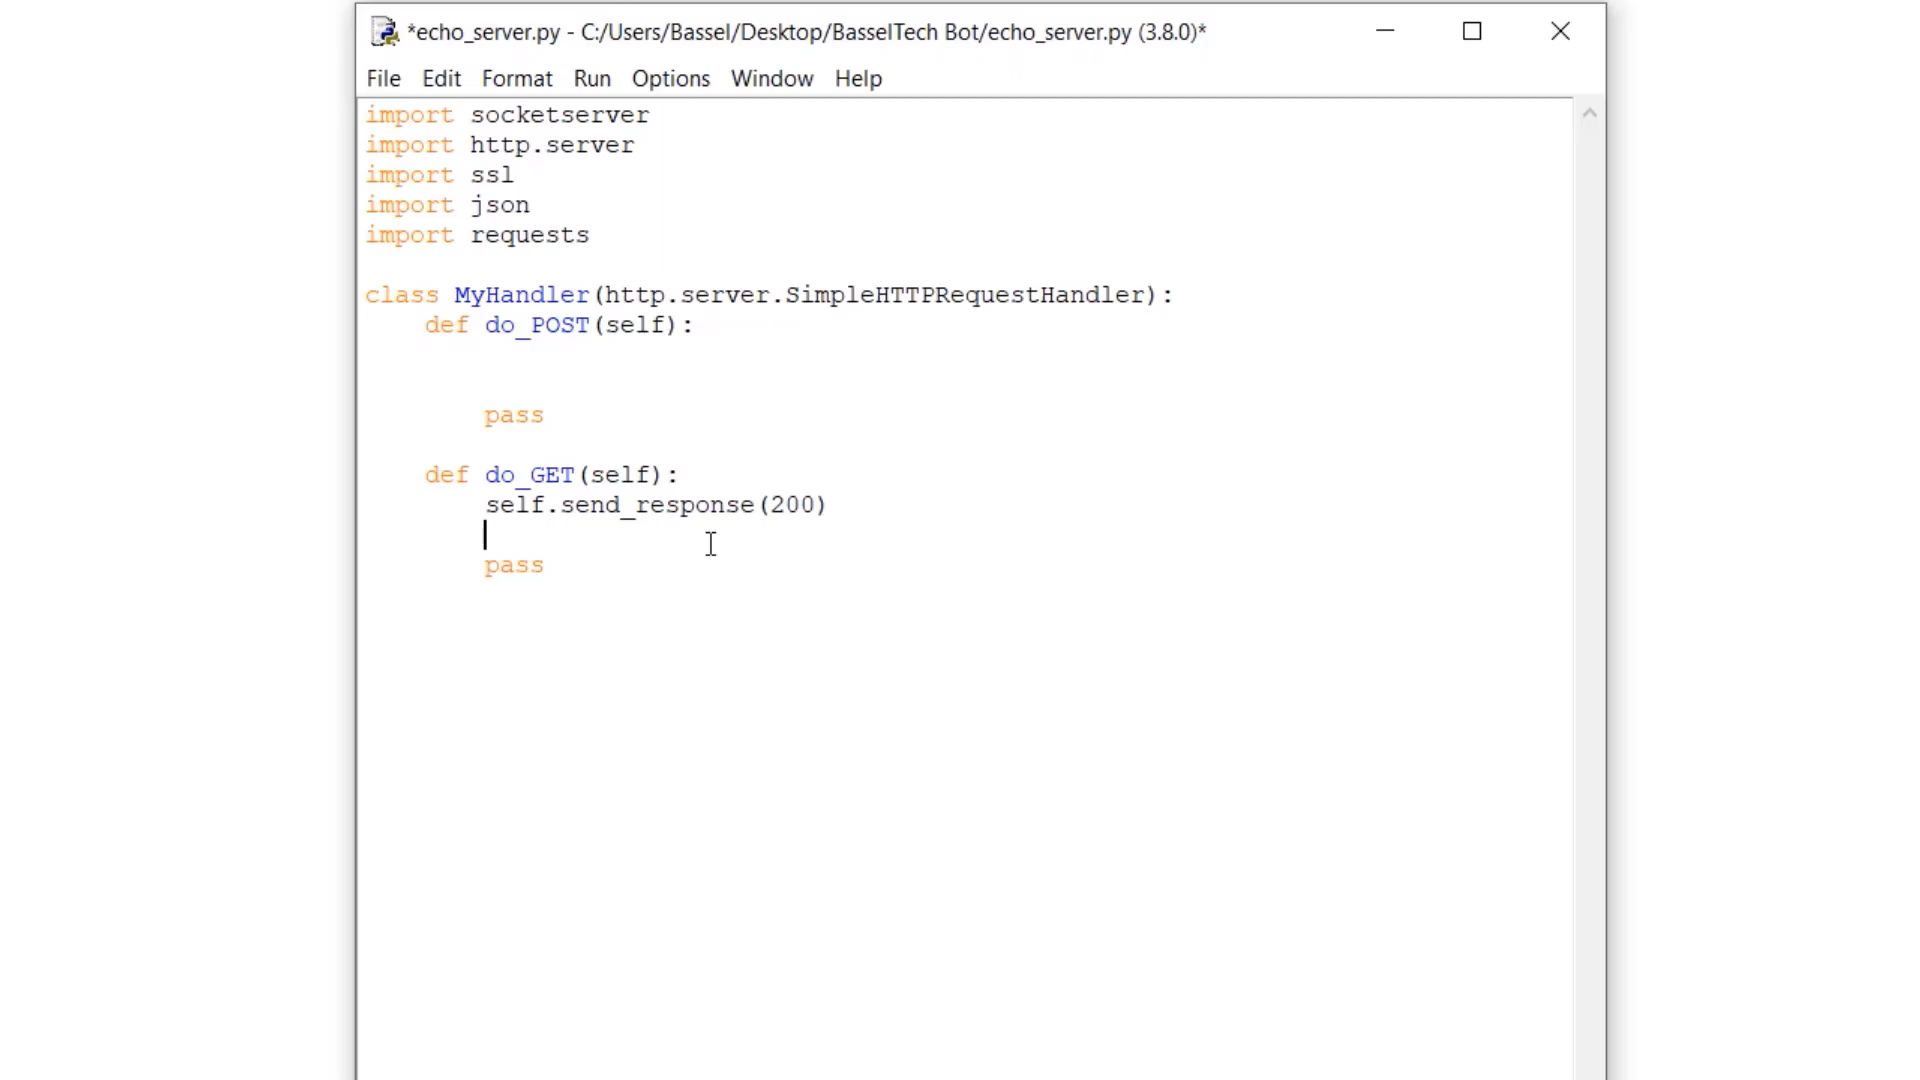 *echo_server.py - C:/Users/Bassel/Desktop/BasselTech Bot/echo_server.py (3.8.0)*
File Edit Format Run Options Window Help
import socketserver
import http.server
import ssl
import json
import requests
class MyHandler(http.server.SimpleHTTPRequestHandler):
    def do_POST(self):
        pass
    def do_GET(self):
        self.send_response(200)
        pass